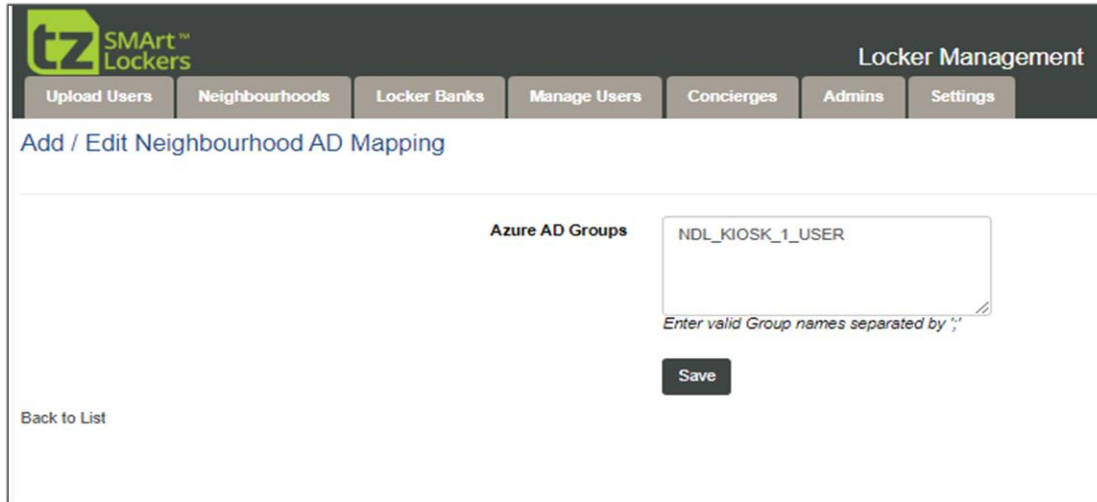 tz SMArt™
Lockers
Locker Management
Upload Users Neighbourhoods Locker Banks Manage Users Concierges Admins Settings
Add / Edit Neighbourhood AD Mapping
Azure AD Groups NDL_KIOSK_1_USER
Enter valid Group names separated by ';'
Save
Back to List